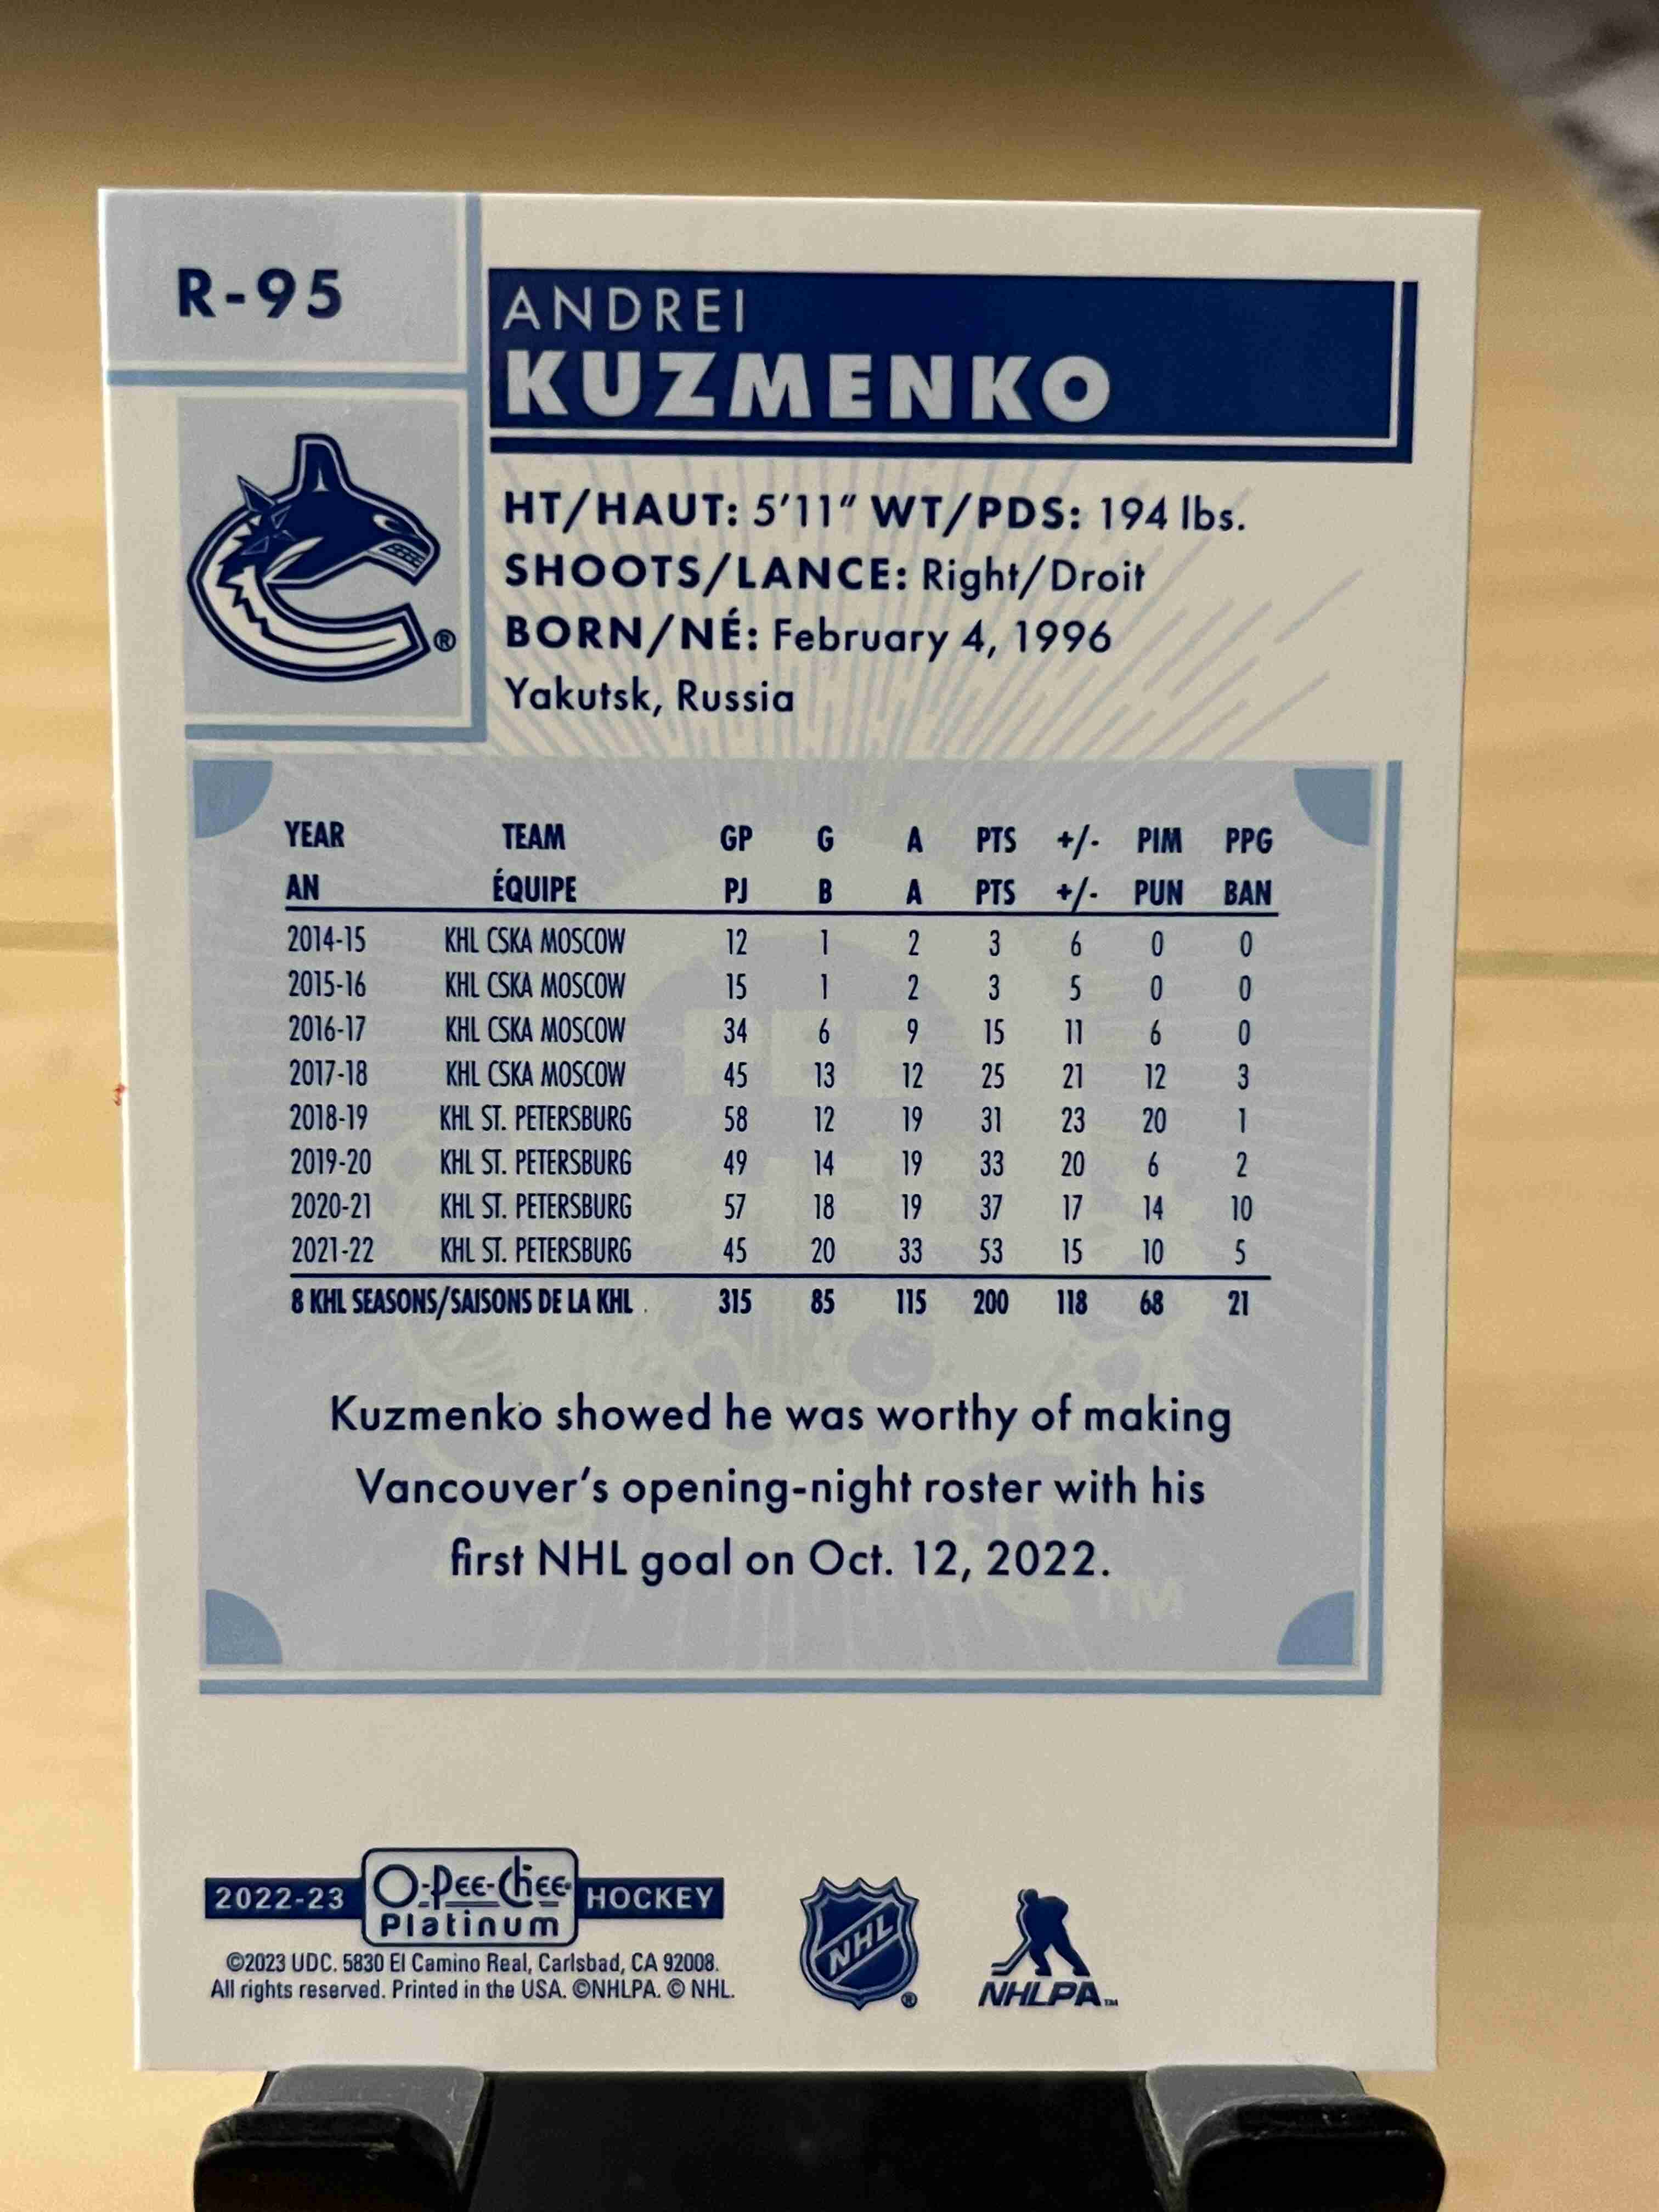 R-95
ANDREI
KUZMENKO
®
HT/HAUT: 5'11" WT/PDS: 194 lbs.
SHOOTS/LANCE: Right/Droit
BORN/NÉ: February 4, 1996
Yakutsk, Russia
YEAR TEAM GP G A PTS +/- PIM PPG
AN ÉQUIPE PJ B A PTS +/- PUN BAN
2014-15 KHL CSKA MOSCOW 12 1 2 3 6 0 0
2015-16 KHL CSKA MOSCOW 15 1 2 3 5 0 0
2016-17 KHL CSKA MOSCOW 34 6 9 15 11 6 0
2017-18 KHL CSKA MOSCOW 45 13 12 25 21 12 3
2018-19 KHL ST. PETERSBURG 58 12 19 31 23 20 1
2019-20 KHL ST. PETERSBURG 49 14 19 33 20 6 2
2020-21 KHL ST. PETERSBURG 57 18 19 37 17 14 10
2021-22 KHL ST. PETERSBURG 45 20 33 53 15 10 5
8 KHL SEASONS/SAISONS DE LA KHL 315 85 115 200 118 68 21
Kuzmenko showed he was worthy of making
Vancouver's opening-night roster with his
first NHL goal on Oct. 12, 2022.
TM
2022-23 O-Pee-Chee Platinum HOCKEY
©2023 UDC. 5830 El Camino Real, Carlsbad, CA 92008.
All rights reserved. Printed in the USA. ©NHLPA. © NHL.
NHL ®
NHLPA™